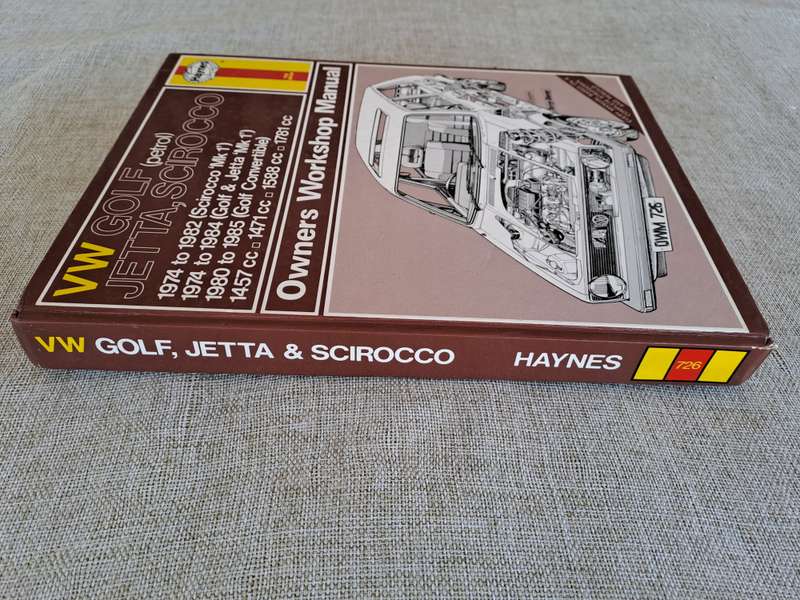 Haynes
VW GOLF (petrol)
JETTA, SCIROCCO
1974 to 1982 (Scirocco 'Mk 1')
1974 to 1984 (Golf & Jetta 'Mk 1')
1980 to 1985 (Golf Convertible)
1457 cc □ 1471 cc □ 1588 cc □ 1781 cc
Owners Workshop Manual
OWM 726
VW GOLF, JETTA & SCIROCCO HAYNES 726